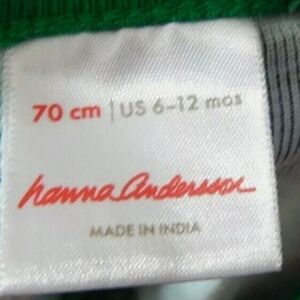 70 cm | US 6-12 mos
hanna Andersson
MADE IN INDIA